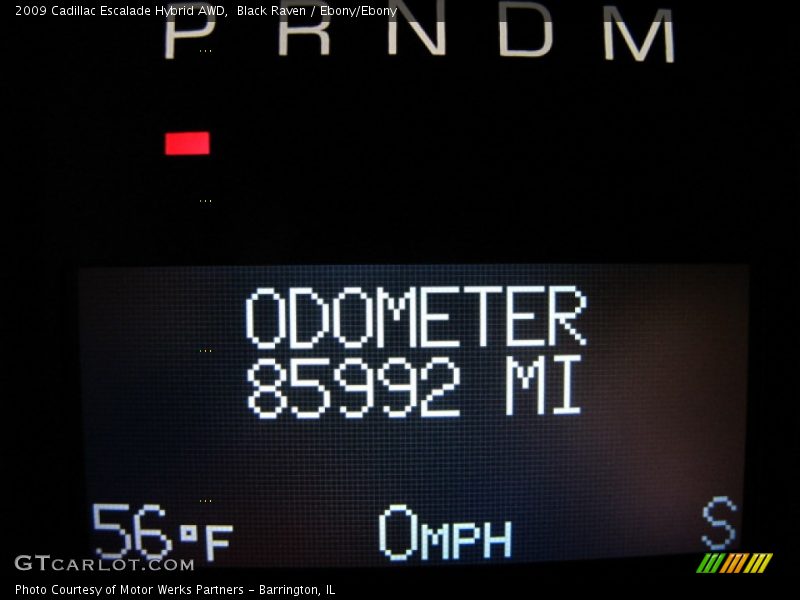 2009 Cadillac Escalade Hybrid AWD,  Black Raven / Ebony/Ebony
P R N D M
ODOMETER
85992 MI
56°F 0MPH S
GTCARLOT.COM
Photo Courtesy of Motor Werks Partners – Barrington, IL